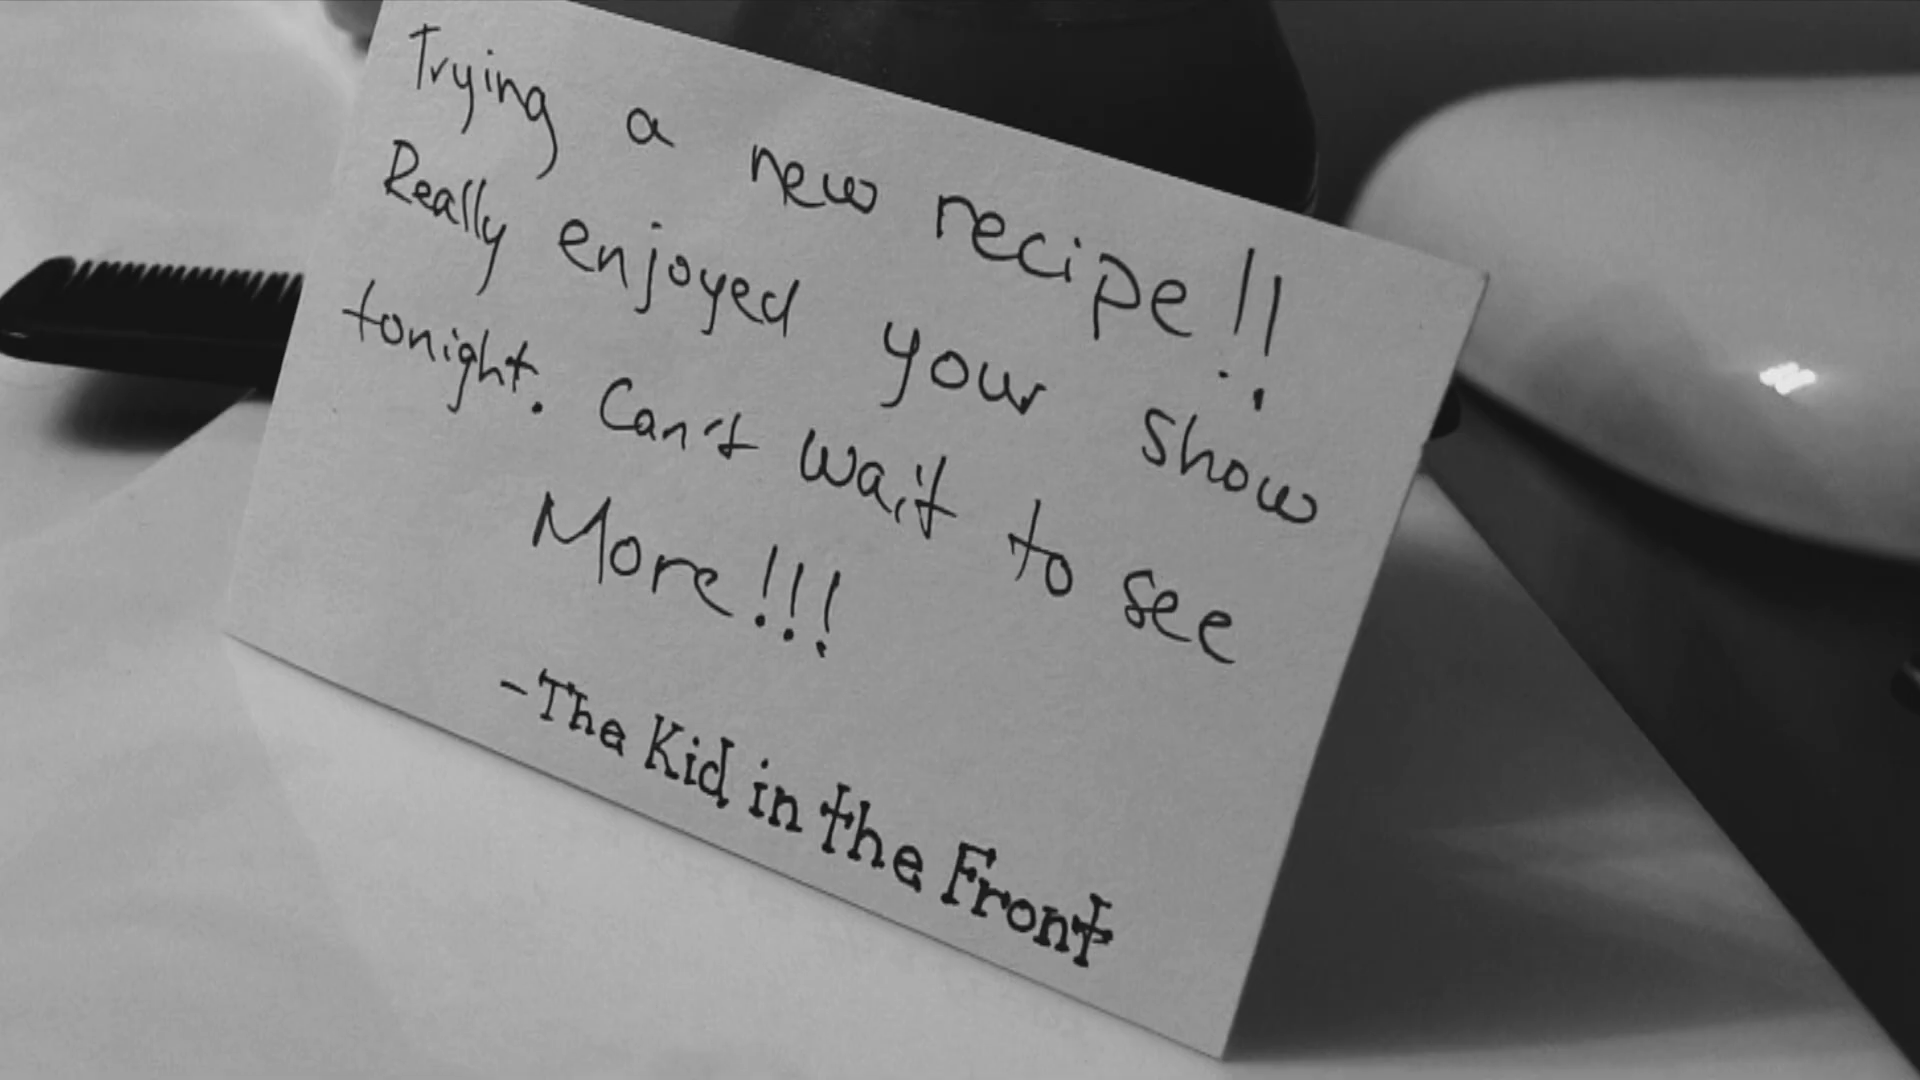 Trying a new recipe!!
Really enjoyed your show
tonight. Can't wait to see
More!!!
-The Kid in the Front